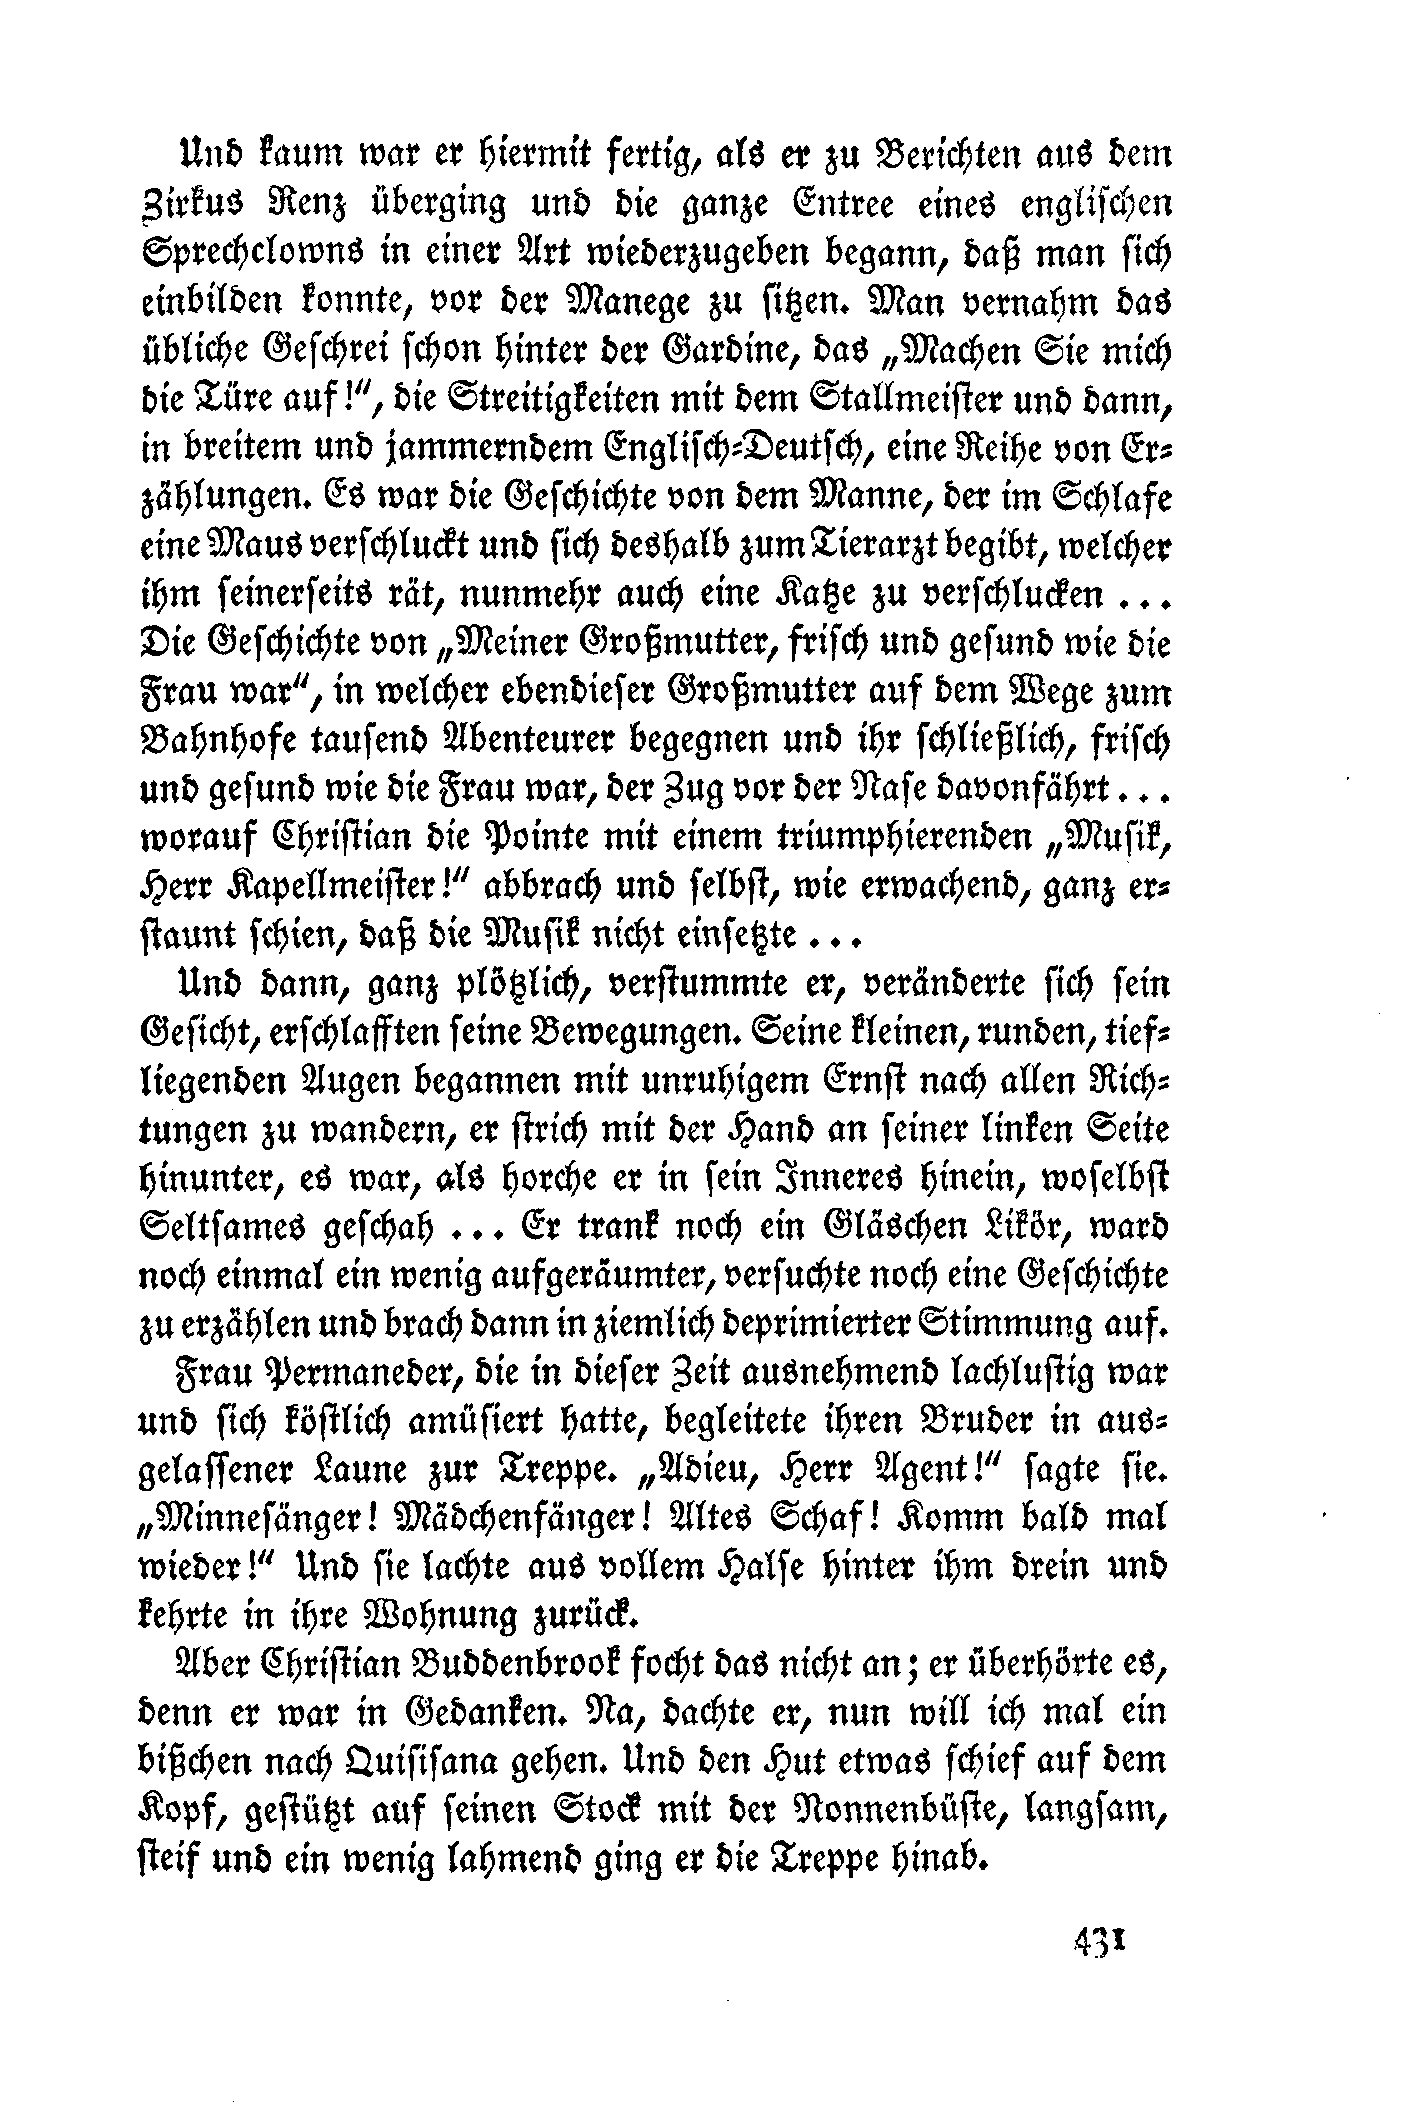 Und kaum war er hiermit fertig, als er zu Berichten aus dem
Zirkus Renz überging und die ganze Entree eines englischen
Sprechclowns in einer Art wiederzugeben begann, daß man sich
einbilden konnte, vor der Manege zu sitzen. Man vernahm das
übliche Geschrei schon hinter der Gardine, das „Machen Sie mich
die Türe auf!“, die Streitigkeiten mit dem Stallmeister und dann,
in breitem und jammerndem Englisch-Deutsch, eine Reihe von Er-
zählungen. Es war die Geschichte von dem Manne, der im Schlafe
eine Maus verschluckt und sich deshalb zum Tierarzt begibt, welcher
ihm seinerseits rät, nunmehr auch eine Katze zu verschlucken ...
Die Geschichte von „Meiner Großmutter, frisch und gesund wie die
Frau war“, in welcher ebendieser Großmutter auf dem Wege zum
Bahnhofe tausend Abenteurer begegnen und ihr schließlich, frisch
und gesund wie die Frau war, der Zug vor der Nase davonfährt...
worauf Christian die Pointe mit einem triumphierenden „Musik,
Herr Kapellmeister!“ abbrach und selbst, wie erwachend, ganz er-
staunt schien, daß die Musik nicht einsetzte ...
Und dann, ganz plötzlich, verstummte er, veränderte sich sein
Gesicht, erschlafften seine Bewegungen. Seine kleinen, runden, tief-
liegenden Augen begannen mit unruhigem Ernst nach allen Rich-
tungen zu wandern, er strich mit der Hand an seiner linken Seite
hinunter, es war, als horche er in sein Inneres hinein, woselbst
Seltsames geschah ... Er trank noch ein Gläschen Likör, ward
noch einmal ein wenig aufgeräumter, versuchte noch eine Geschichte
zu erzählen und brach dann in ziemlich deprimierter Stimmung auf.
Frau Permaneder, die in dieser Zeit ausnehmend lachlustig war
und sich köstlich amüsiert hatte, begleitete ihren Bruder in aus-
gelassener Laune zur Treppe. „Adieu, Herr Agent!“ sagte sie.
„Minnesänger! Mädchenfänger! Altes Schaf! Komm bald mal
wieder!“ Und sie lachte aus vollem Halse hinter ihm drein und
kehrte in ihre Wohnung zurück.
Aber Christian Buddenbrook focht das nicht an; er überhörte es,
denn er war in Gedanken. Na, dachte er, nun will ich mal ein
bißchen nach Quisisana gehen. Und den Hut etwas schief auf dem
Kopf, gestützt auf seinen Stock mit der Nonnenbüste, langsam,
steif und ein wenig lahmend ging er die Treppe hinab.
431